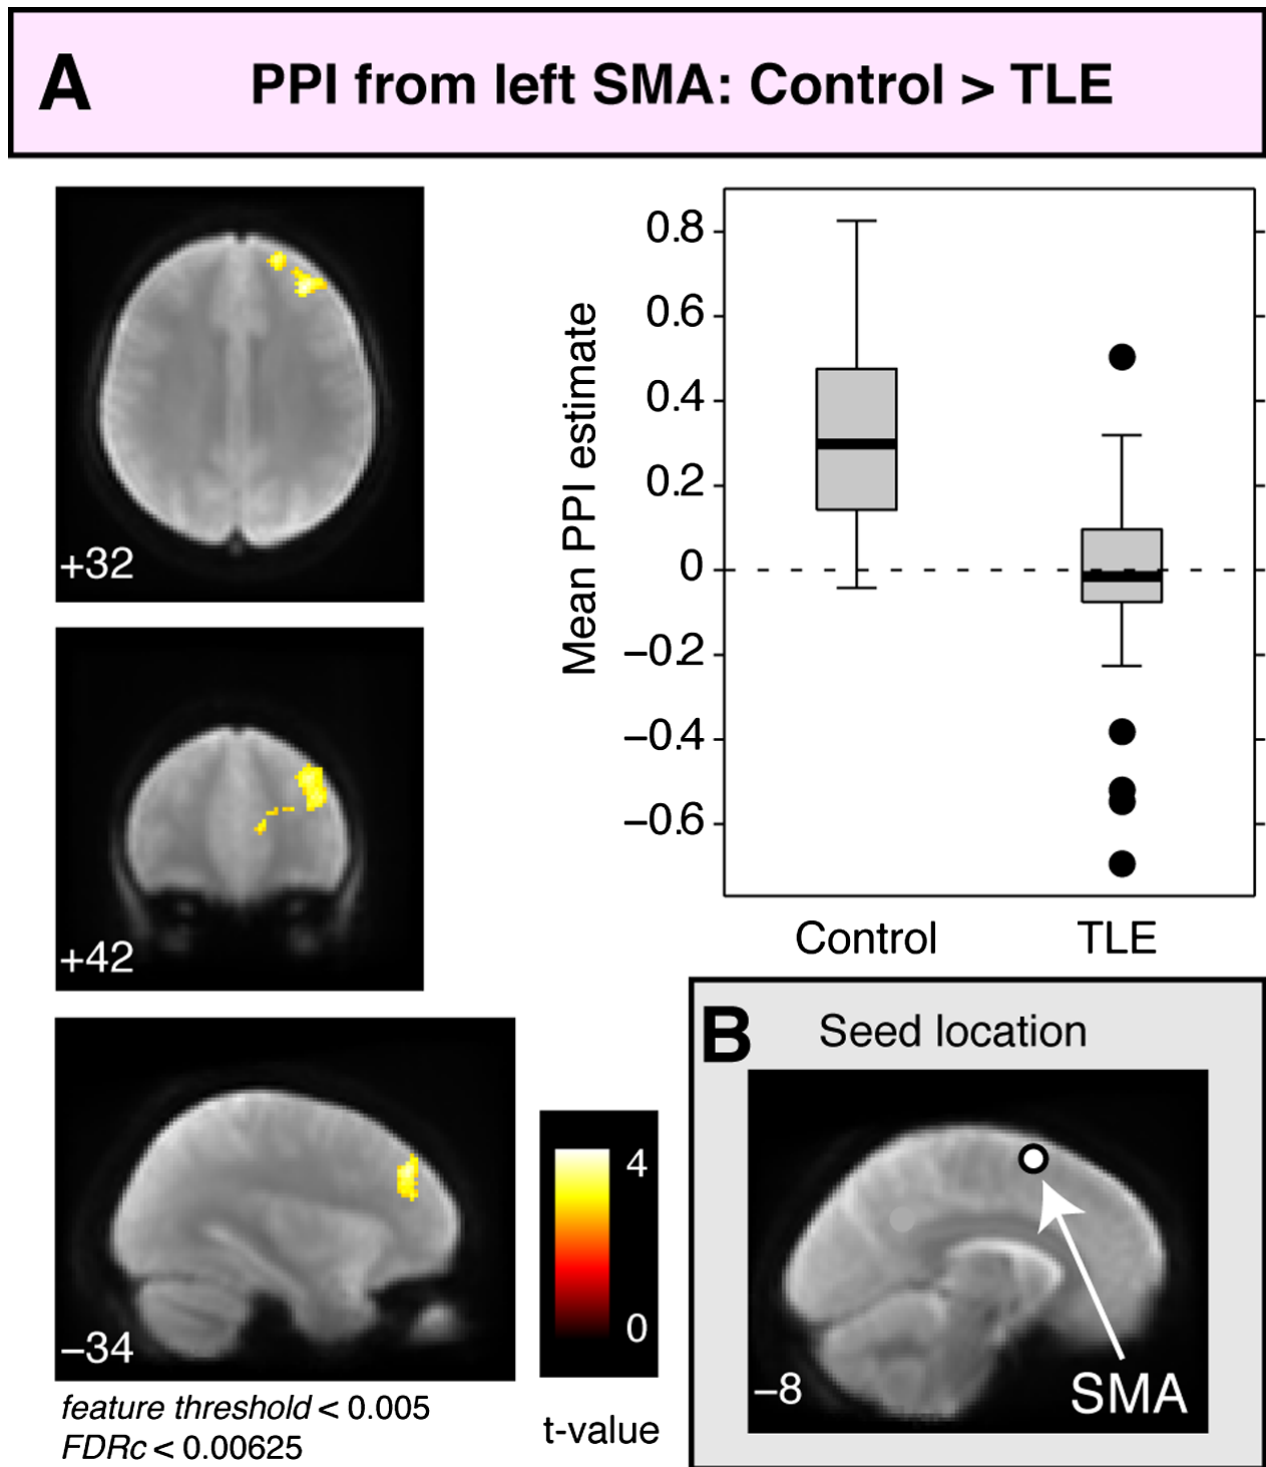 A
PPI from left SMA: Control > TLE
+32
+42
−34
feature threshold < 0.005
FDRc < 0.00625
4
0
t-value
Mean PPI estimate
0.8
0.6
0.4
0.2
0
−0.2
−0.4
−0.6
Control TLE
B
Seed location
−8
SMA